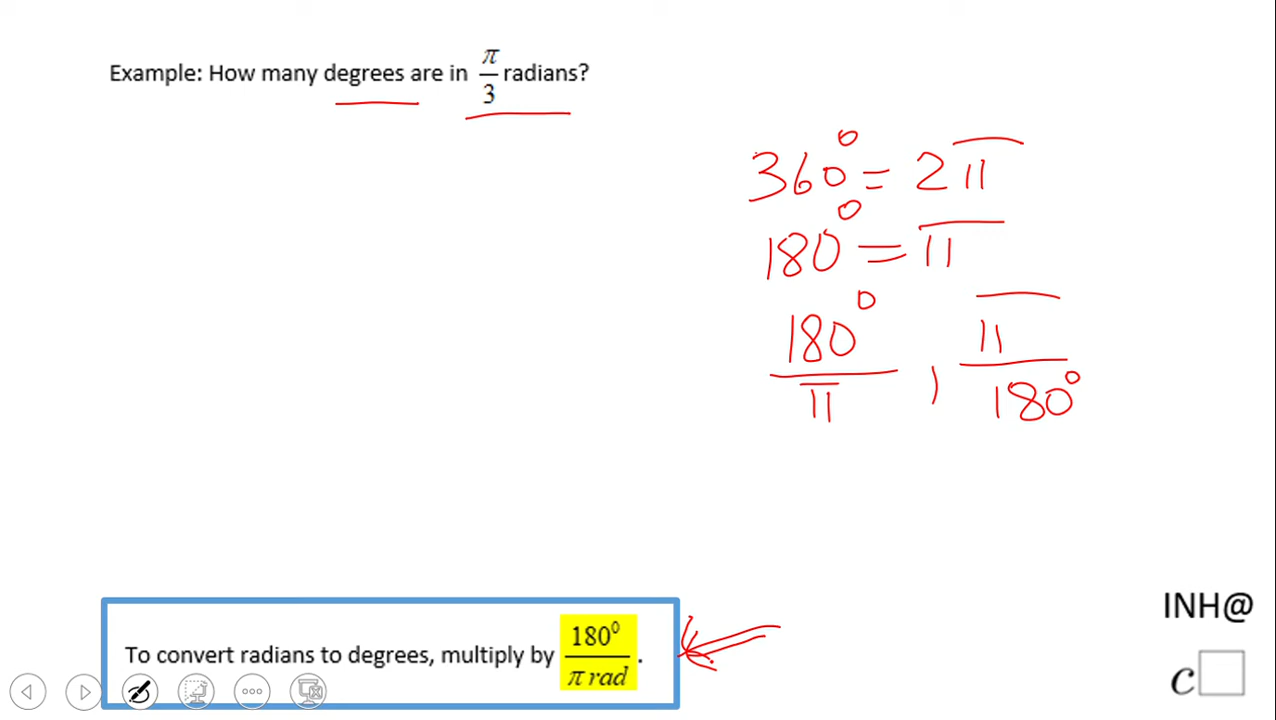 Example: How many degrees are in π/3 radians?
360° = 2π
180° = π
180°/π , π/180°
To convert radians to degrees, multiply by 180⁰/π rad.
INH@
c